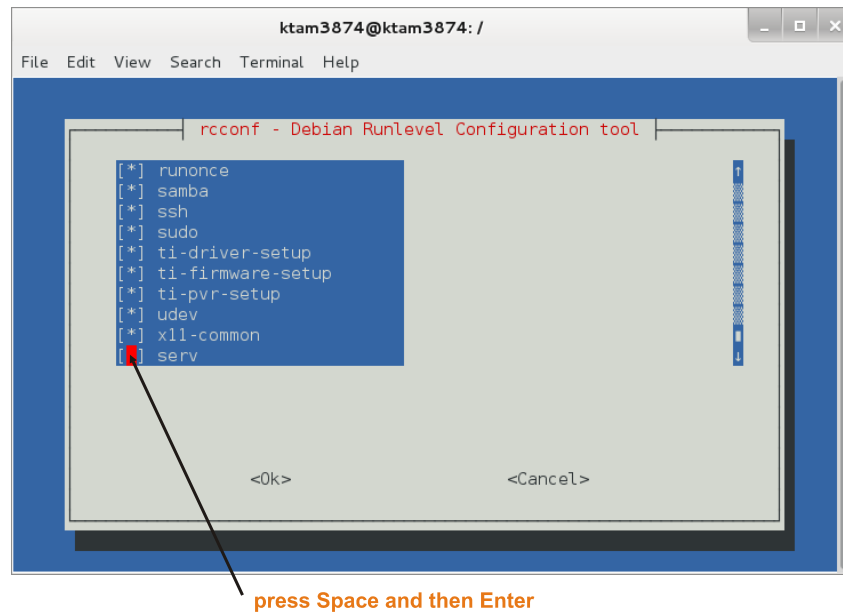 ktam3874@ktam3874: /
File Edit View Search Terminal Help
rcconf - Debian Runlevel Configuration tool
[*] runonce
[*] samba
[*] ssh
[*] sudo
[*] ti-driver-setup
[*] ti-firmware-setup
[*] ti-pvr-setup
[*] udev
[*] x11-common
[ ] serv
<Ok> <Cancel>
press Space and then Enter